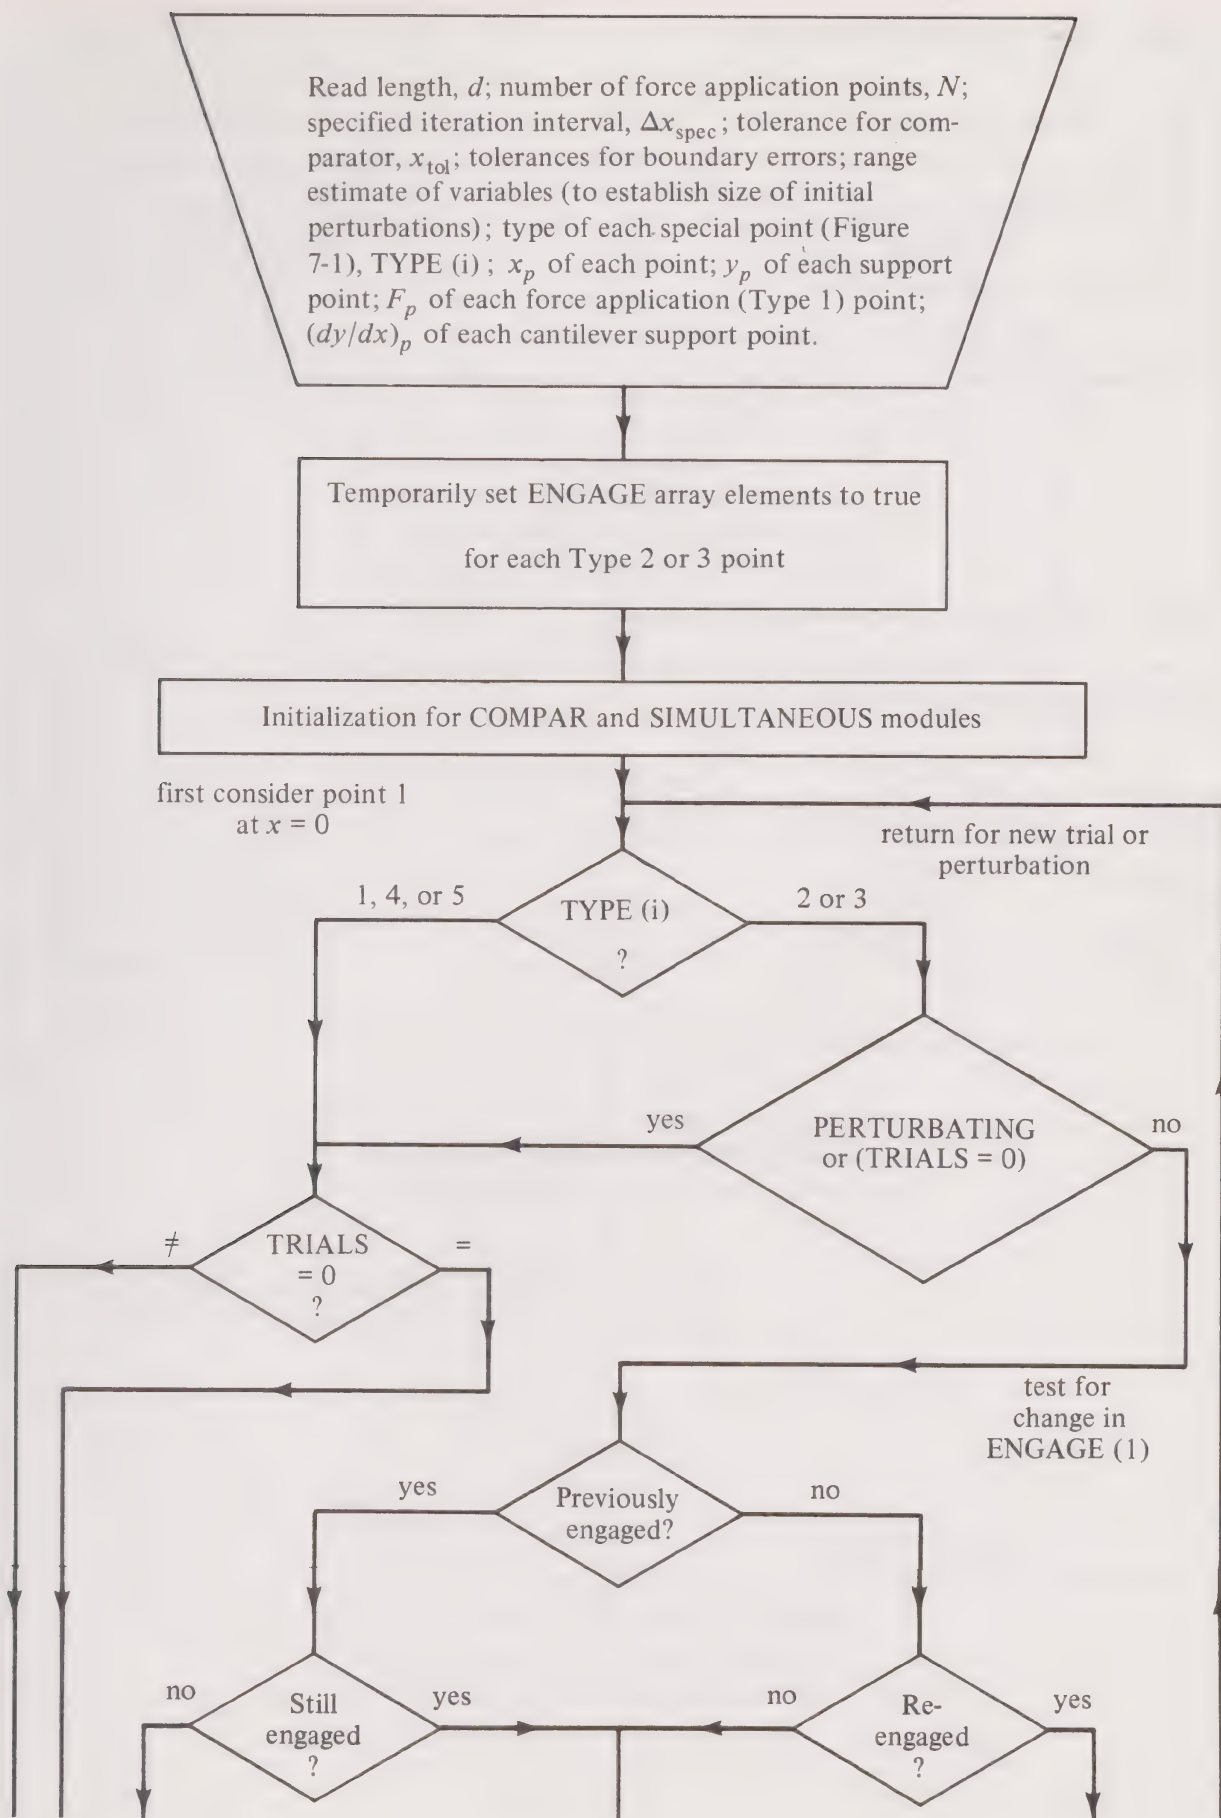 Read length, d; number of force application points, N;
specified iteration interval, Δx_spec; tolerance for com-
parator, x_tol; tolerances for boundary errors; range
estimate of variables (to establish size of initial
perturbations); type of each special point (Figure
7-1), TYPE (i); x_p of each point; y_p of each support
point; F_p of each force application (Type 1) point;
(dy/dx)_p of each cantilever support point.
Temporarily set ENGAGE array elements to true
for each Type 2 or 3 point
Initialization for COMPAR and SIMULTANEOUS modules
first consider point 1
at x = 0
return for new trial or
perturbation
1, 4, or 5
TYPE (i)
?
2 or 3
yes
PERTURBATING
or (TRIALS = 0)
no
≠
TRIALS
= 0
?
=
test for
change in
ENGAGE (1)
yes
Previously
engaged?
no
no
Still
engaged
?
yes
no
Re-
engaged
?
yes